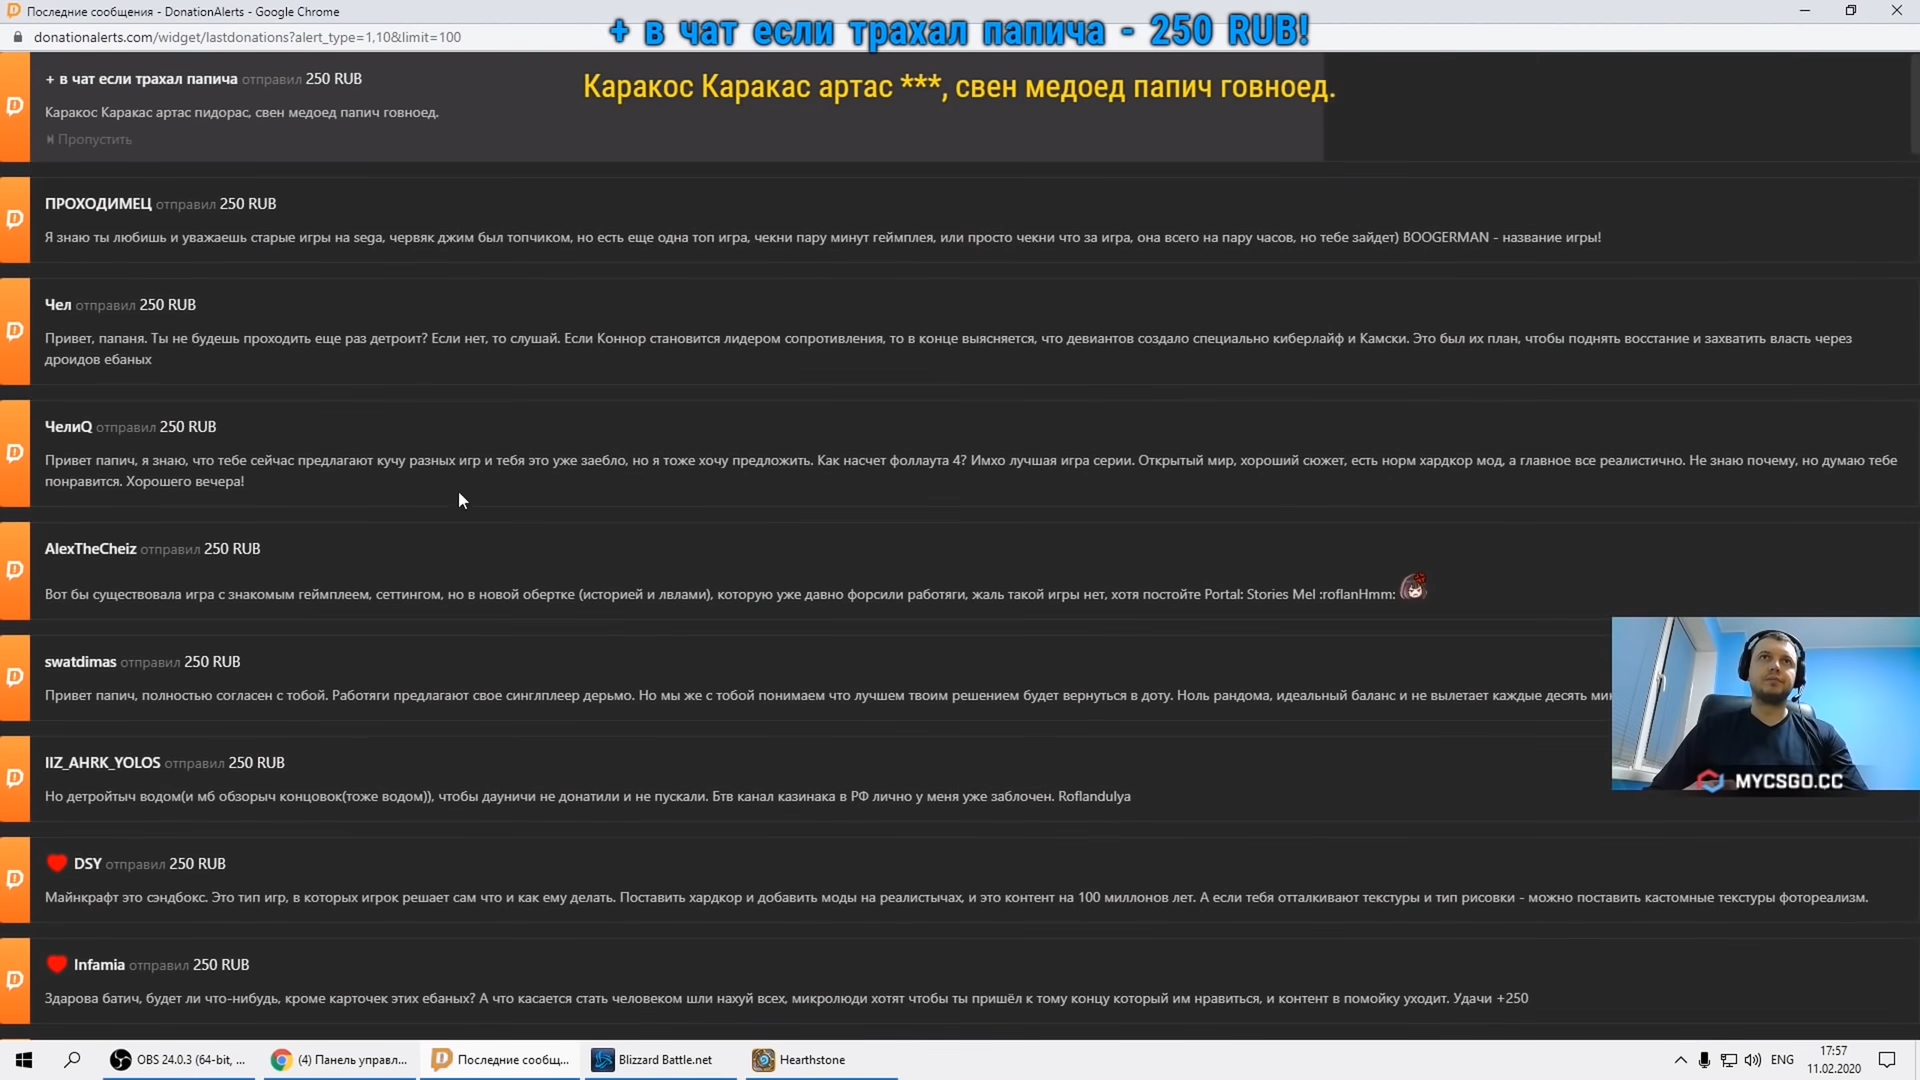 Последние сообщения - DonationAlerts - Google Chrome
donationalerts.com/widget/lastdonations?alert_type=1,10&limit=100
+ в чат если трахал папича - 250 RUB!
Каракос Каракас артас ***, свен медоед папич говноед.
+ в чат если трахал папича отправил 250 RUB
Каракос Каракас артас пидорас, свен медоед папич говноед.
Пропустить
ПРОХОДИМЕЦ отправил 250 RUB
Я знаю ты любишь и уважаешь старые игры на sega, червяк джим был топчиком, но есть еще одна топ игра, чекни пару минут геймплея, или просто чекни что за игра, она всего на пару часов, но тебе зайдет) BOOGERMAN - название игры!
Чел отправил 250 RUB
Привет, папаня. Ты не будешь проходить еще раз детроит? Если нет, то слушай. Если Коннор становится лидером сопротивления, то в конце выясняется, что девиантов создало специально киберлайф и Камски. Это был их план, чтобы поднять восстание и захватить власть через
дроидов ебаных
ЧелиQ отправил 250 RUB
Привет папич, я знаю, что тебе сейчас предлагают кучу разных игр и тебя это уже заебло, но я тоже хочу предложить. Как насчет фоллаута 4? Имхо лучшая игра серии. Открытый мир, хороший сюжет, есть норм хардкор мод, а главное все реалистично. Не знаю почему, но думаю тебе
понравится. Хорошего вечера!
AlexTheCheiz отправил 250 RUB
Вот бы существовала игра с знакомым геймплеем, сеттингом, но в новой обертке (историей и лвлами), которую уже давно форсили работяги, жаль такой игры нет, хотя постойте Portal: Stories Mel :roflanHmm:
swatdimas отправил 250 RUB
Привет папич, полностью согласен с тобой. Работяги предлагают свое синглплеер дерьмо. Но мы же с тобой понимаем что лучшем твоим решением будет вернуться в доту. Ноль рандома, идеальный баланс и не вылетает каждые десять
IIZ_AHRK_YOLOS отправил 250 RUB
Но детройтыч водом(и мб обзорыч концовок(тоже водом)), чтобы дауничи не донатили и не пускали. Бтв канал казинака в РФ лично у меня уже заблочен. Roflandulya
MYCSGO.CC
DSY отправил 250 RUB
Майнкрафт это сэндбокс. Это тип игр, в которых игрок решает сам что и как ему делать. Поставить хардкор и добавить моды на реалистычах, и это контент на 100 миллонов лет. А если тебя отталкивают текстуры и тип рисовки - можно поставить кастомные текстуры фотореализм.
Infamia отправил 250 RUB
Здарова батич, будет ли что-нибудь, кроме карточек этих ебаных? А что касается стать человеком шли нахуй всех, микролюди хотят чтобы ты пришёл к тому концу который им нравиться, и контент в помойку уходит. Удачи +250
OBS 24.0.3 (64-bit, ...
(4) Панель управл...
Последние сообщ...
Blizzard Battle.net
Hearthstone
ENG
17:57
11.02.2020